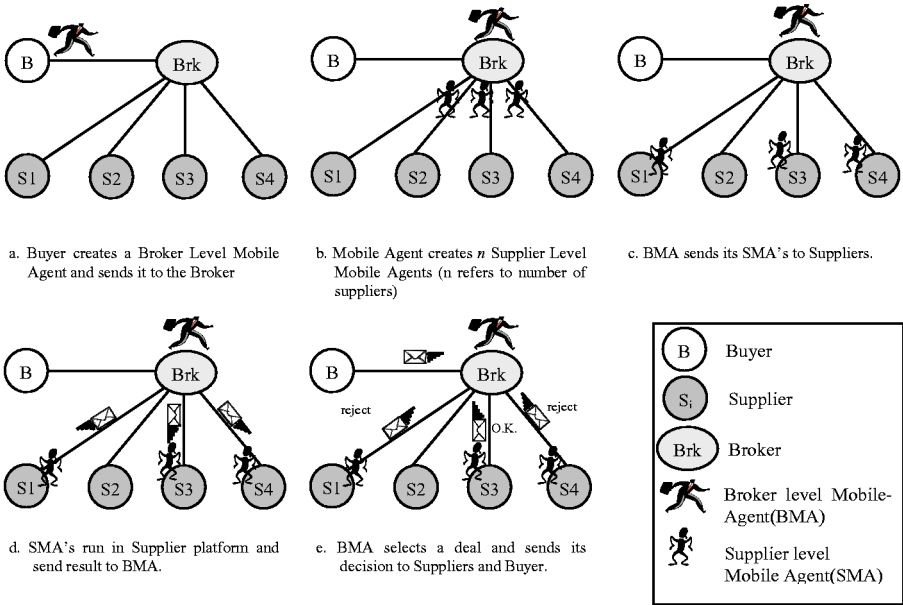 B
Brk
S1
S2
S3
S4
a. Buyer creates a Broker Level Mobile
Agent and sends it to the Broker
B
Brk
S1
S2
S3
S4
b. Mobile Agent creates n Supplier Level
Mobile Agents (n refers to number of
suppliers)
B
Brk
S1
S2
S3
S4
c. BMA sends its SMA's to Suppliers.
B
Brk
S1
S2
S3
S4
d. SMA's run in Supplier platform and
send result to BMA.
B
Brk
reject
O.K.
reject
S1
S2
S3
S4
e. BMA selects a deal and sends its
decision to Suppliers and Buyer.
B Buyer
Si Supplier
Brk Broker
Broker level Mobile-
Agent(BMA)
Supplier level
Mobile Agent(SMA)